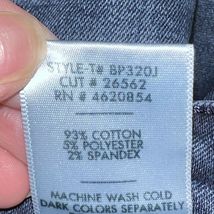 STYLE-T# BP320J
CUT # 26562
RN # 4620854
93% COTTON
5% POLYESTER
2% SPANDEX
MACHINE WASH COLD
DARK COLORS SEPARATELY